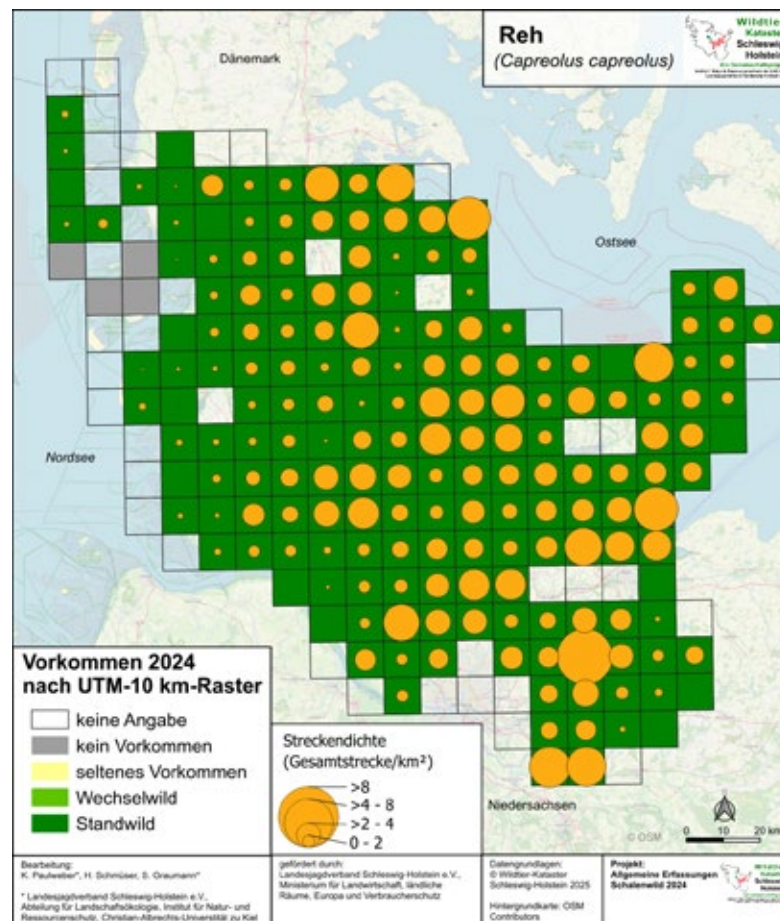 Reh
(Capreolus capreolus)
Wildtier
Kataster
Schleswig
Holstein
Dänemark
Ostsee
Nordsee
Niedersachsen
Vorkommen 2024
nach UTM-10 km-Raster
keine Angabe
kein Vorkommen
seltenes Vorkommen
Wechselwild
Standwild
Streckendichte
(Gesamtstrecke/km²)
>8
>4 - 8
>2 - 4
0 - 2
© OSM
0 10 20 km
Bearbeitung:
K. Paulweber*, H. Schmüser, S. Graumann*
* Landesjagdverband Schleswig-Holstein e.V.,
Abteilung für Landschaftsökologie, Institut für Natur- und
Ressourcenschutz, Christian-Albrechts-Universität zu Kiel
gefördert durch:
Landesjagdverband Schleswig-Holstein e.V.,
Ministerium für Landwirtschaft, ländliche
Räume, Europa und Verbraucherschutz
Datengrundlagen:
© Wildtier-Kataster
Schleswig-Holstein 2025
Hintergrundkarte: OSM
Contributors
Projekt:
Allgemeine Erfassungen
Schalenwild 2024